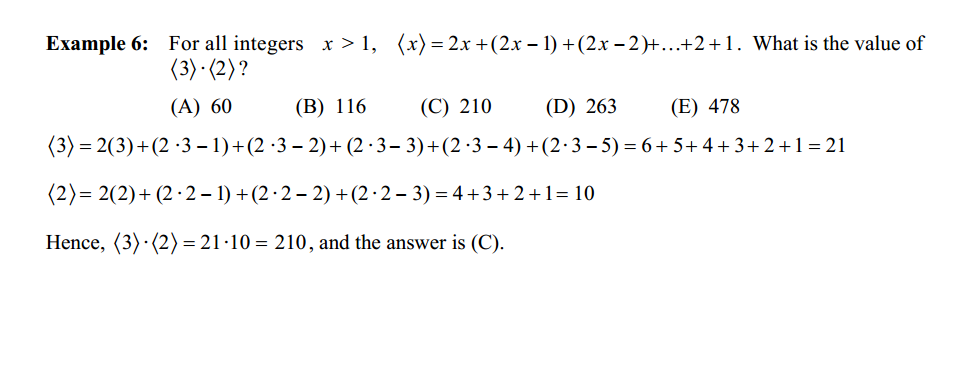 Example 6: For all integers x > 1, ⟨x⟩ = 2x + (2x – 1) + (2x – 2)+...+2+1. What is the value of
⟨3⟩·⟨2⟩?
(A) 60 (B) 116 (C) 210 (D) 263 (E) 478
⟨3⟩ = 2(3)+(2·3 – 1)+(2·3 – 2)+(2·3– 3)+(2·3 – 4)+(2·3 – 5) = 6+5+4+3+2+1= 21
⟨2⟩= 2(2)+(2·2 – 1)+(2·2 – 2)+(2·2 – 3) = 4+3+2+1= 10
Hence, ⟨3⟩·⟨2⟩ = 21·10 = 210, and the answer is (C).